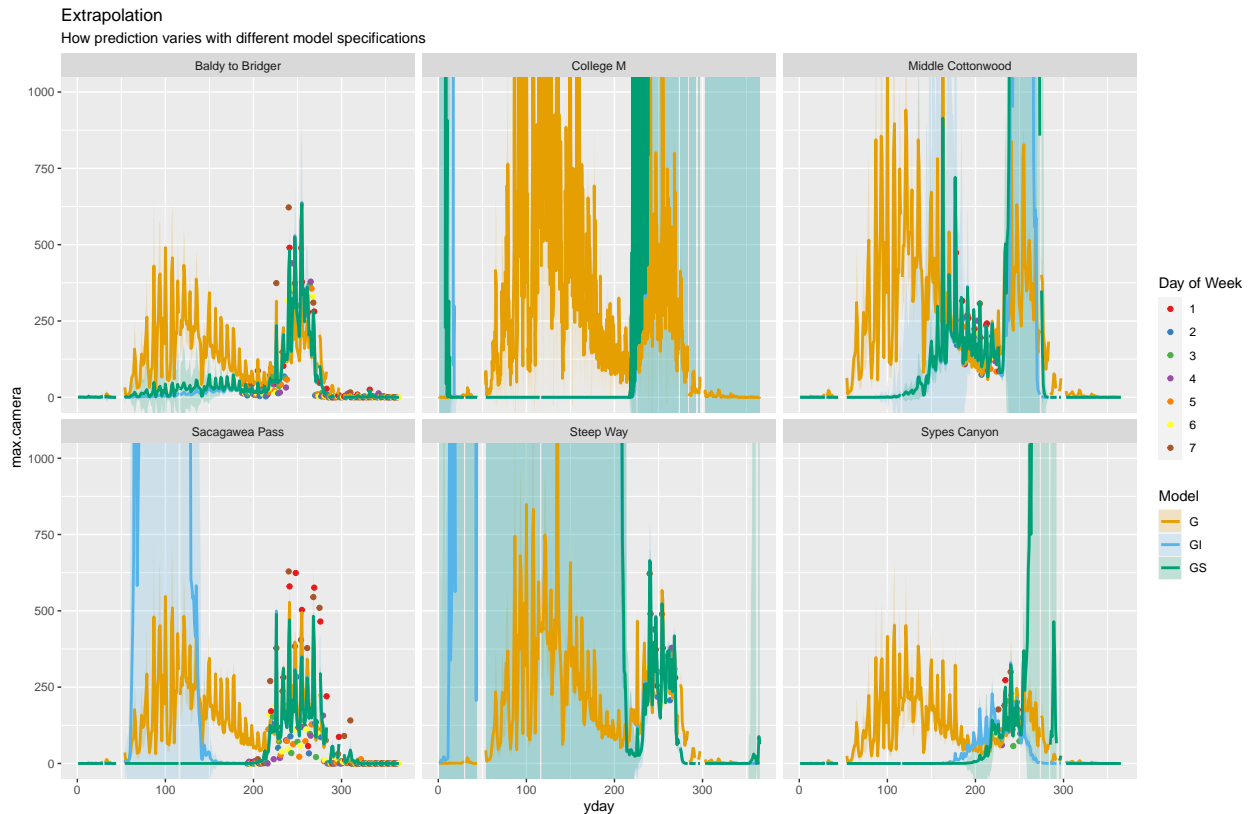 Extrapolation
How prediction varies with different model specifications
Baldy to Bridger
College M
Middle Cottonwood
1000
750
500
250
0
Sacagawea Pass
Steep Way
Sypes Canyon
1000
750
500
250
0
0
100
200
300
0
100
200
300
0
100
200
300
max.camera
yday
Day of Week
1
2
3
4
5
6
7
Model
G
GI
GS